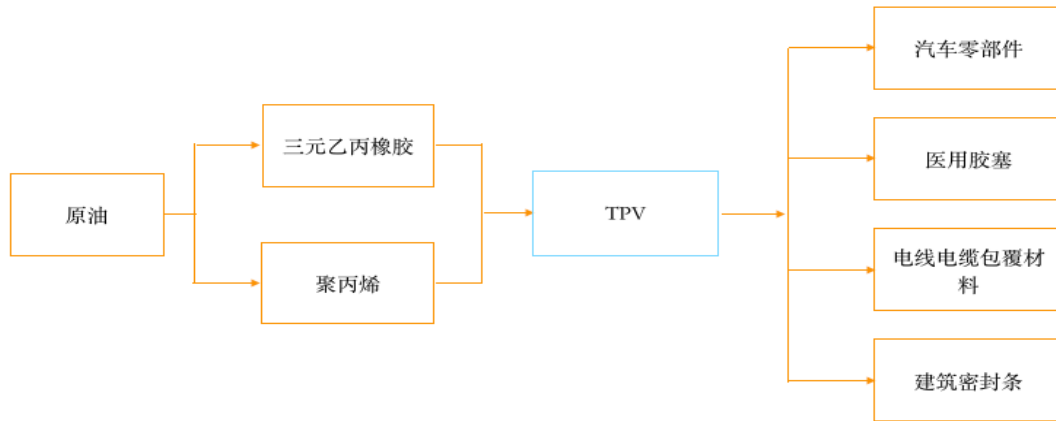 原油
三元乙丙橡胶
聚丙烯
TPV
汽车零部件
医用胶塞
电线电缆包覆材
料
建筑密封条